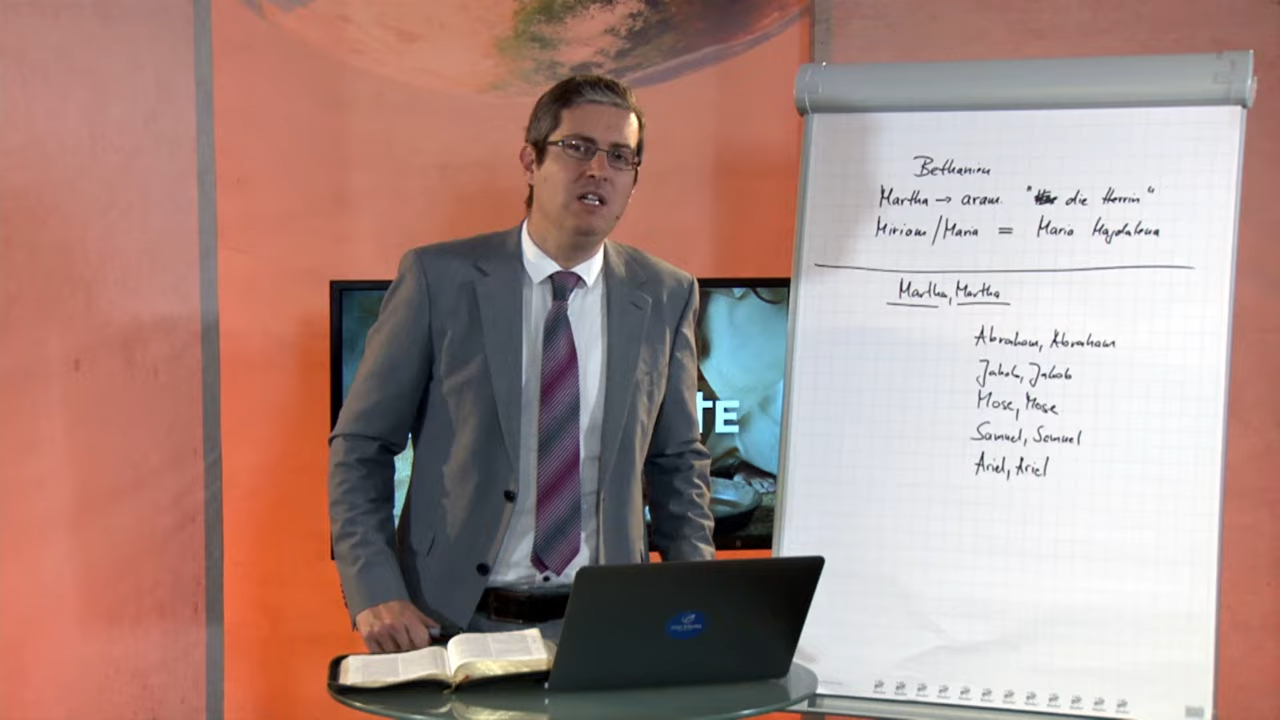 Bethanien
Martha → aram. "die Herrin"
Miriam/Maria = Maria Magdalena
Martha, Martha
Abraham, Abraham
Jakob, Jakob
Mose, Mose
Samuel, Samuel
Ariel, Ariel
TE